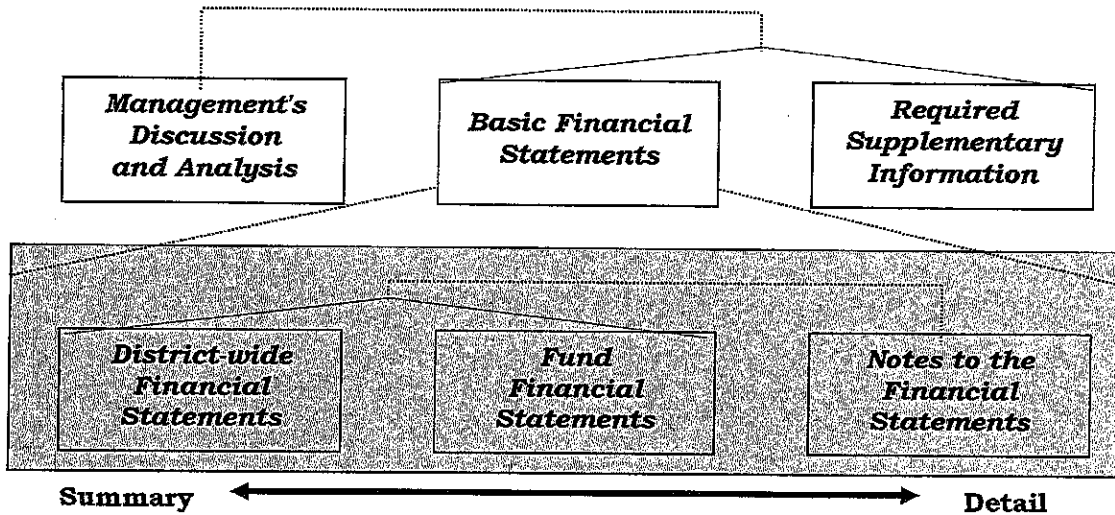 Management's
Discussion
and Analysis
Basic Financial
Statements
Required
Supplementary
Information
District-wide
Financial
Statements
Fund
Financial
Statements
Notes to the
Financial
Statements
Summary
Detail